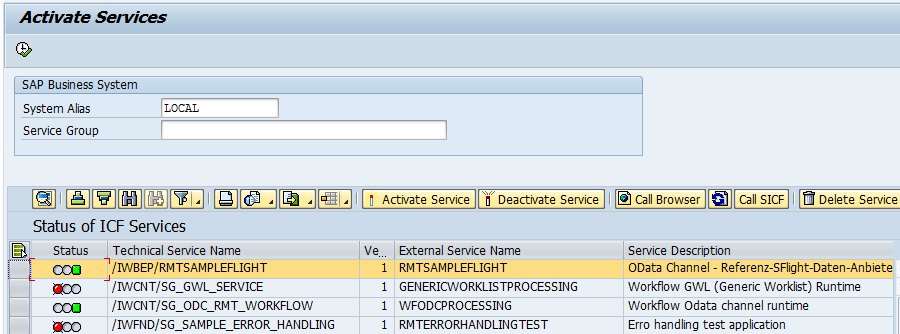 Activate Services
SAP Business System
System Alias LOCAL
Service Group
Activate Service Deactivate Service Call Browser Call SICF Delete Service
Status of ICF Services
Status Technical Service Name Ve... External Service Name Service Description
/IWBEP/RMTSAMPLEFLIGHT 1 RMTSAMPLEFLIGHT OData Channel - Referenz-SFlight-Daten-Anbiete
/IWCNT/SG_GWL_SERVICE 1 GENERICWORKLISTPROCESSING Workflow GWL (Generic Worklist) Runtime
/IWCNT/SG_ODC_RMT_WORKFLOW 1 WFODCPROCESSING Workflow Odata channel runtime
/IWFND/SG_SAMPLE_ERROR_HANDLING 1 RMTERRORHANDLINGTEST Erro handling test application